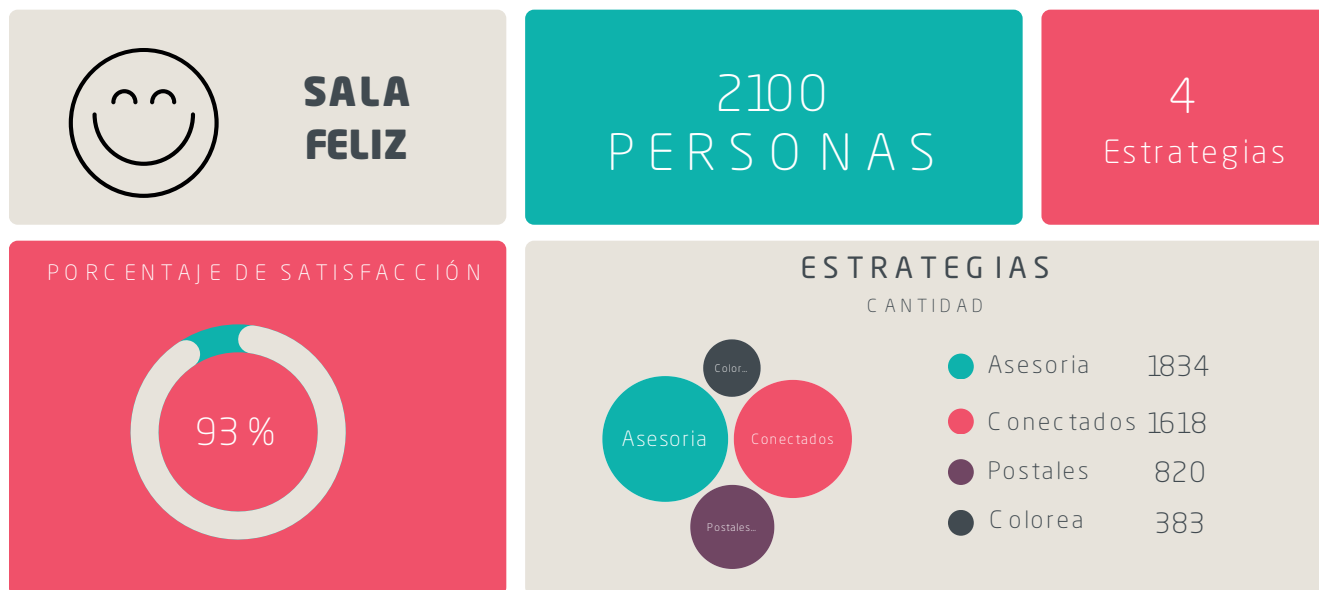 SALA
FELIZ
2100
PERSONAS
4
Estrategias
PORCENTAJE DE SATISFACCIÓN
93 %
ESTRATEGIAS
CANTIDAD
Color...
Asesoria
Conectados
Postales...
Asesoria 1834
Conectados 1618
Postales 820
Colorea 383